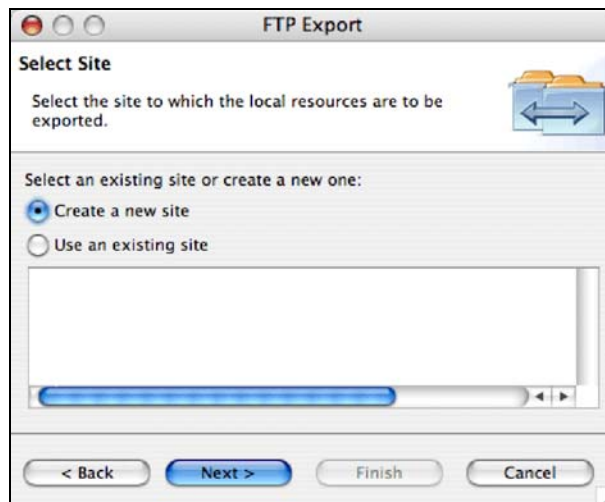 FTP Export
Select Site
Select the site to which the local resources are to be
exported.
Select an existing site or create a new one:
Create a new site
Use an existing site
< Back
Next >
Finish
Cancel